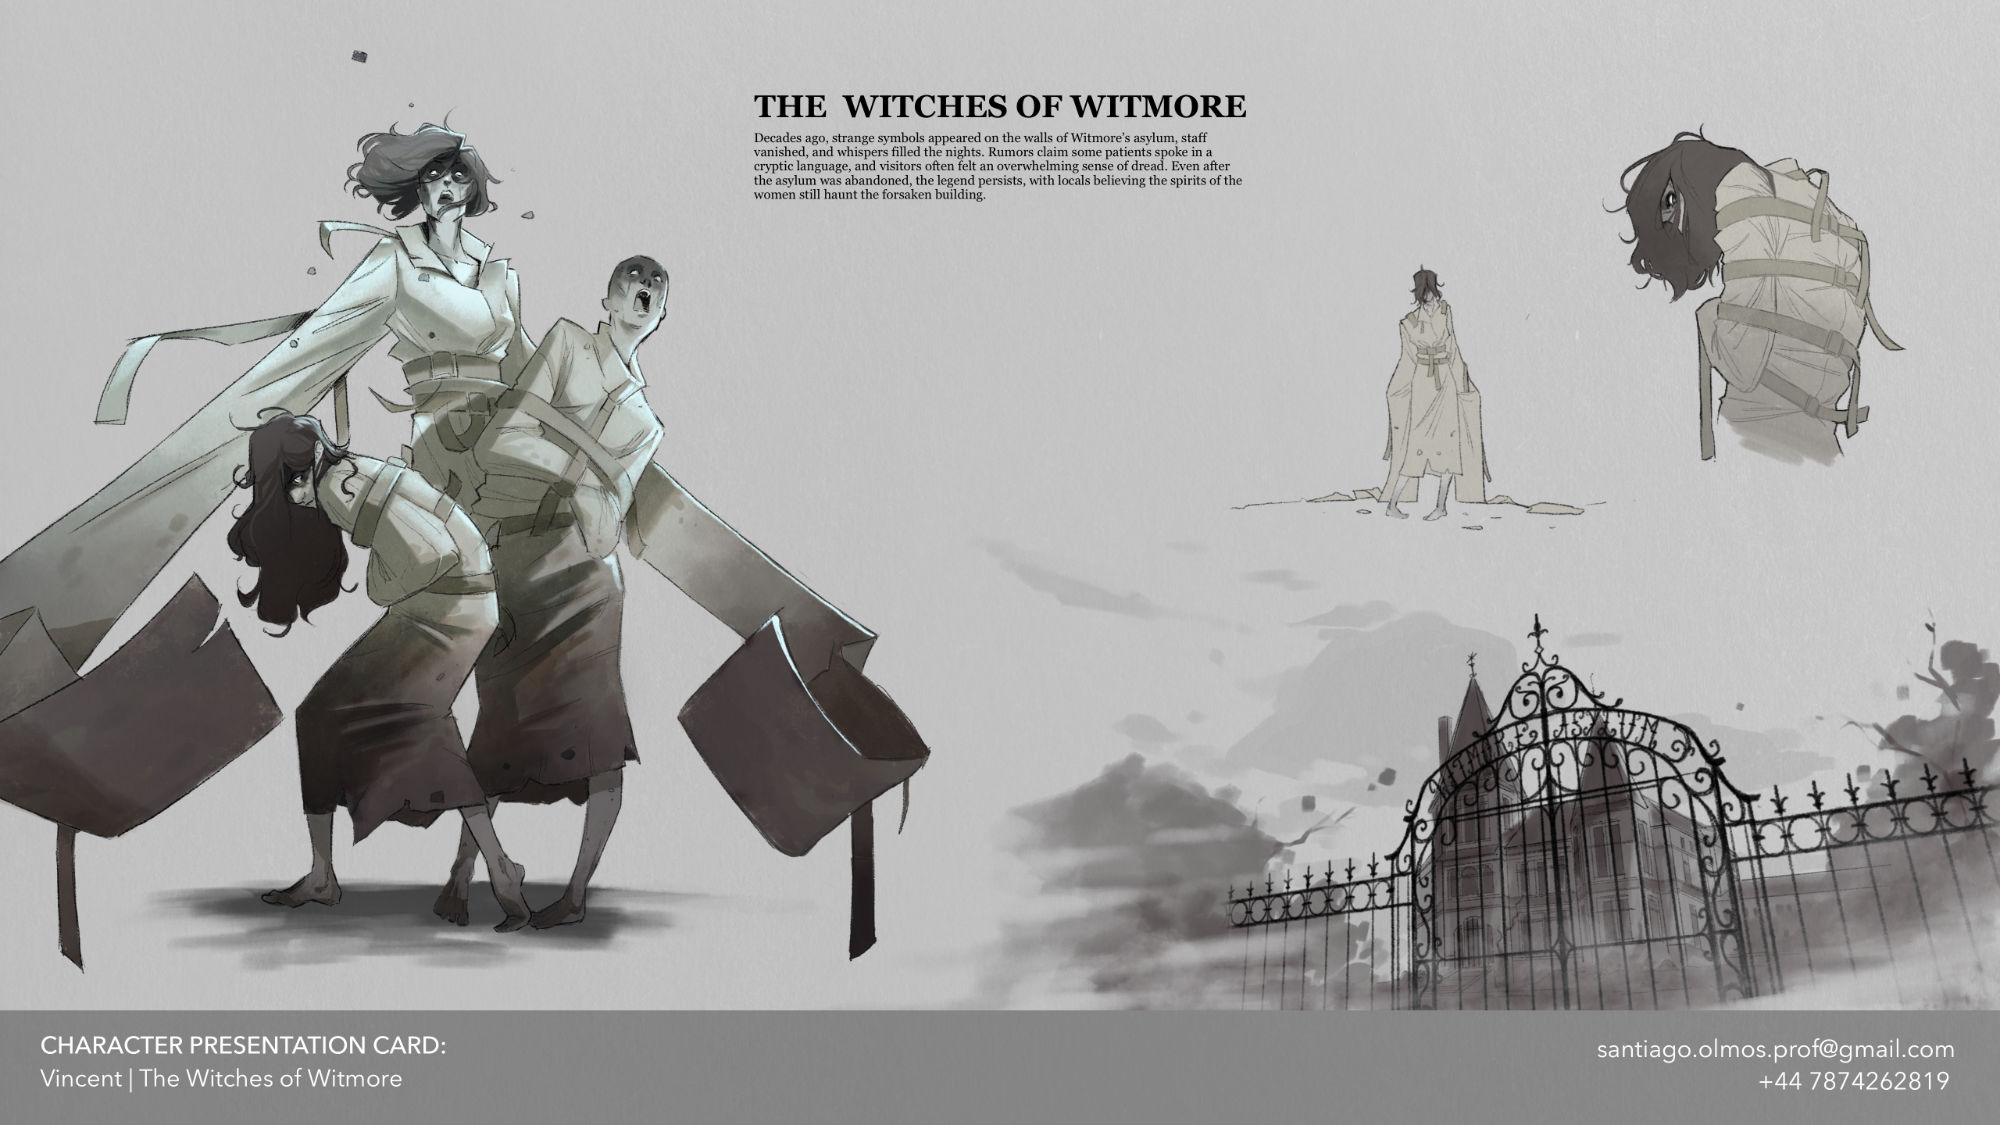 THE WITCHES OF WITMORE
Decades ago, strange symbols appeared on the walls of Witmore's asylum, staff
vanished, and whispers filled the nights. Rumors claim some patients spoke in a
cryptic language, and visitors often felt an overwhelming sense of dread. Even after
the asylum was abandoned, the legend persists, with locals believing the spirits of the
women still haunt the forsaken building.
WITMORE ASYLUM
CHARACTER PRESENTATION CARD:
Vincent | The Witches of Witmore
santiago.olmos.prof@gmail.com
+44 7874262819